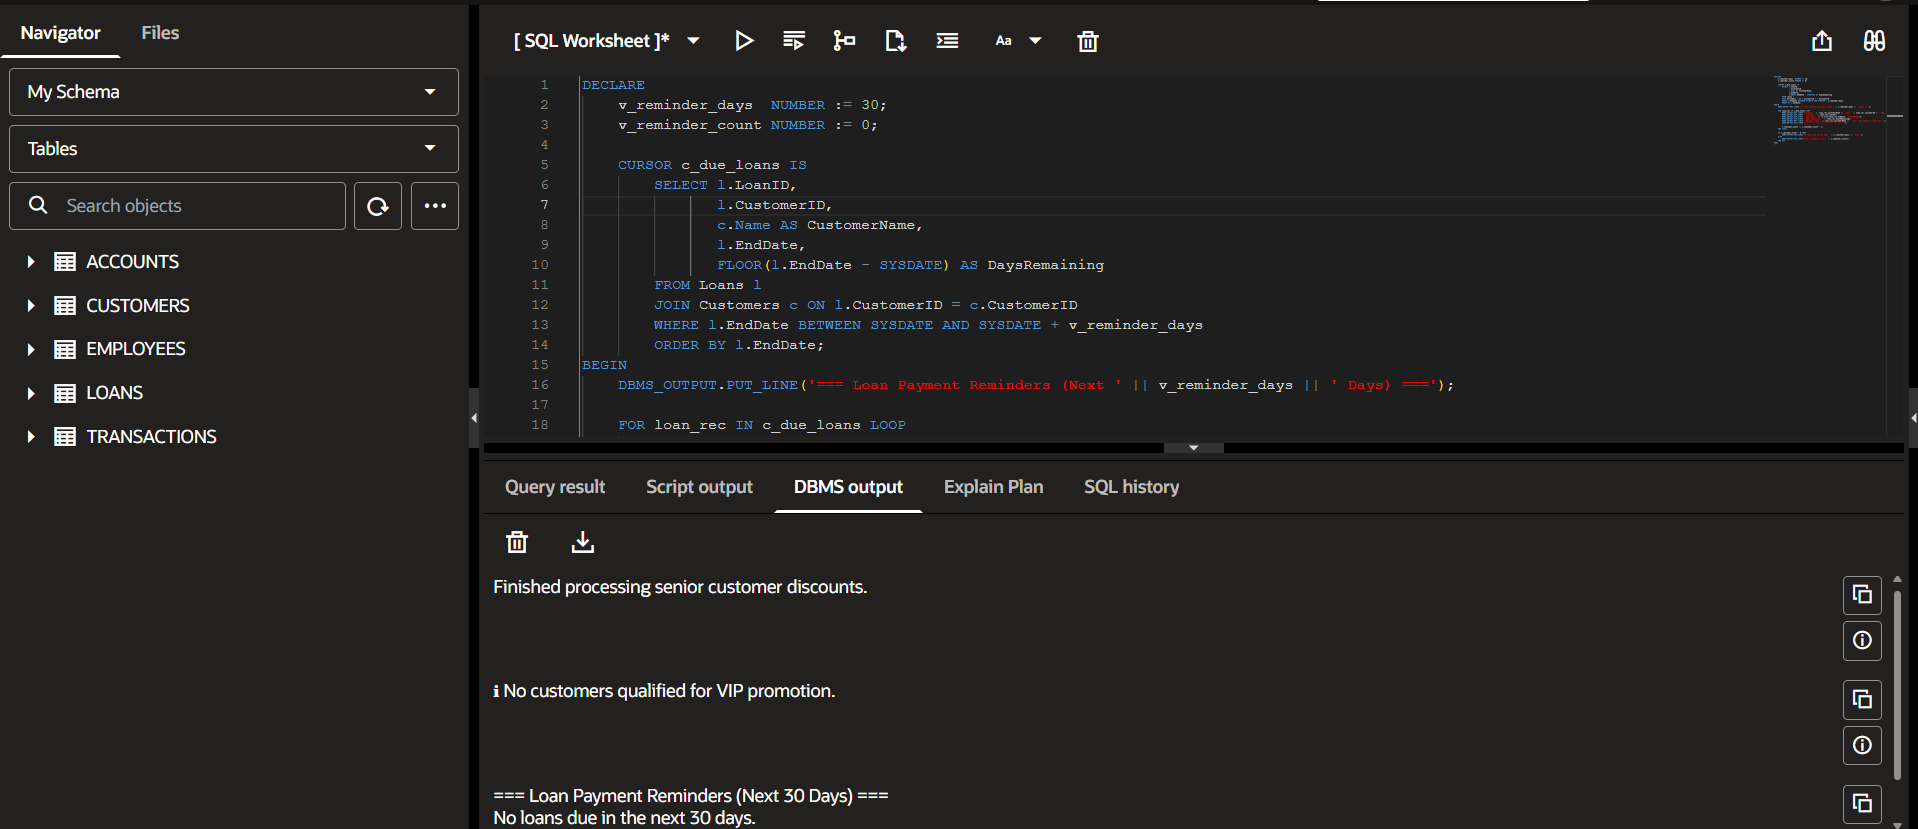 Navigator
Files
My Schema
Tables
Search objects
ACCOUNTS
CUSTOMERS
EMPLOYEES
LOANS
TRANSACTIONS
[ SQL Worksheet ]*
Aa
1 DECLARE
2 v_reminder_days NUMBER := 30;
3 v_reminder_count NUMBER := 0;
4
5 CURSOR c_due_loans IS
6 SELECT l.LoanID,
7 l.CustomerID,
8 c.Name AS CustomerName,
9 l.EndDate,
10 FLOOR(l.EndDate - SYSDATE) AS DaysRemaining
11 FROM Loans l
12 JOIN Customers c ON l.CustomerID = c.CustomerID
13 WHERE l.EndDate BETWEEN SYSDATE AND SYSDATE + v_reminder_days
14 ORDER BY l.EndDate;
15 BEGIN
16 DBMS_OUTPUT.PUT_LINE('=== Loan Payment Reminders (Next ' || v_reminder_days || ' Days) ===');
17
18 FOR loan_rec IN c_due_loans LOOP
Query result
Script output
DBMS output
Explain Plan
SQL history
Finished processing senior customer discounts.
ℹ No customers qualified for VIP promotion.
=== Loan Payment Reminders (Next 30 Days) ===
No loans due in the next 30 days.